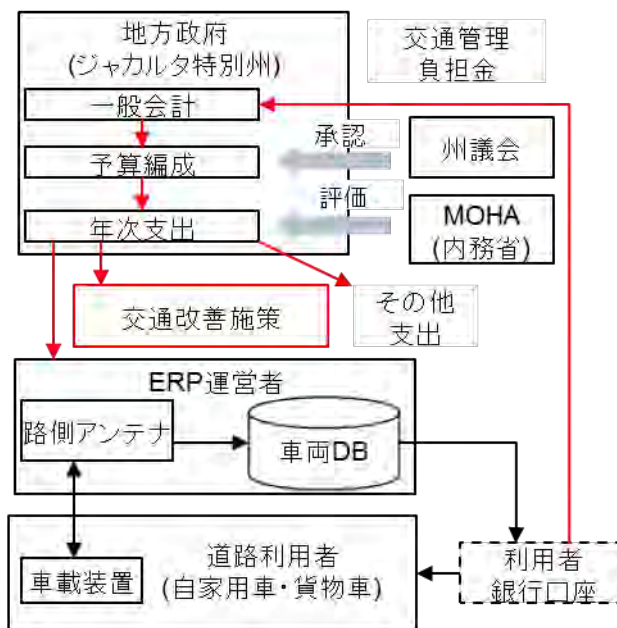 地方政府
(ジャカルタ特別州)
交通管理
負担金
一般会計
承認
州議会
予算編成
評価
MOHA
(内務省)
年次支出
交通改善施策
その他
支出
ERP運営者
路側アンテナ
車両DB
道路利用者
(自家用車・貨物車)
車載装置
利用者
銀行口座